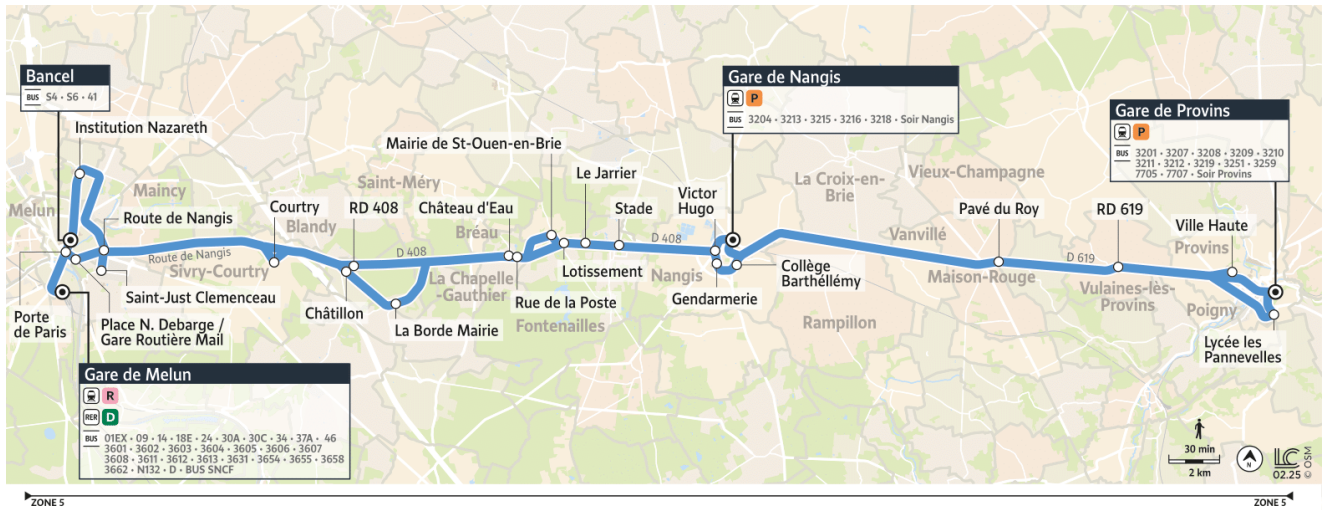 Bancel
BUS S4 • S6 • 41
Institution Nazareth
Melun
Maincy
Route de Nangis
Route de Nangis
Sivry-Courtry
Saint-Just Clemenceau
Porte
de Paris
Place N. Debarge /
Gare Routière Mail
Gare de Melun
R
RER D
BUS 01EX • 09 • 14 • 18E • 24 • 30A • 30C • 34 • 37A • 46
3601 • 3602 • 3603 • 3604 • 3605 • 3606 • 3607
3608 • 3611 • 3612 • 3613 • 3631 • 3654 • 3655 • 3658
3662 • N132 • D • BUS SNCF
Courtry
Blandy
Saint-Méry
RD 408
Châtillon
La Borde Mairie
D 408
Mairie de St-Ouen-en-Brie
Château d'Eau
Bréau
La Chapelle
-Gauthier
Rue de la Poste
Fontenailles
Le Jarrier
Lotissement
Stade
D 408
Nangis
Victor
Hugo
Gendarmerie
Gare de Nangis
P
BUS 3204 • 3213 • 3215 • 3216 • 3218 • Soir Nangis
Collège
Barthéllémy
La Croix-en-
Brie
Rampillon
Vieux-Champagne
Vanvillé
Pavé du Roy
Maison-Rouge
D 619
RD 619
Vulaines-lès-
Provins
Gare de Provins
P
BUS 3201 • 3207 • 3208 • 3209 • 3210
3211 • 3212 • 3219 • 3251 • 3259
7705 • 7707 • Soir Provins
Ville Haute
Provins
Poigny
Lycée les
Pannevelles
30 min
2 km
N
LC
02.25
© OSM
ZONE 5
ZONE 5